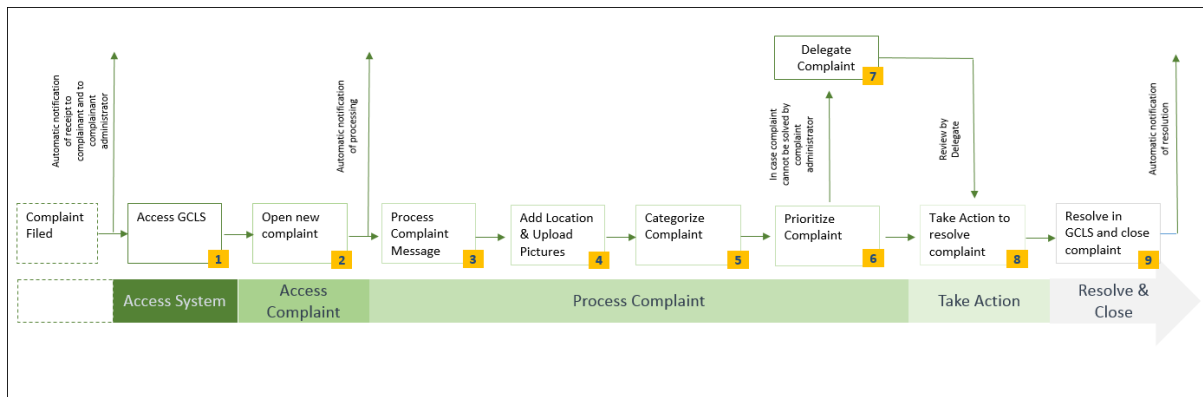 Automatic notification
of receipt to
complainant and to
complainant
administrator
Automatic notification
of processing
In case complaint
cannot be solved by
complaint
administrator
Delegate
Complaint
7
Review by
Delegate
Automatic notification
of resolution
Complaint
Filed
Access GCLS
1
Open new
complaint
2
Process
Complaint
Message
3
Add Location
& Upload
Pictures
4
Categorize
Complaint
5
Prioritize
Complaint
6
Take Action to
resolve
complaint
8
Resolve in
GCLS and close
complaint
9
Access System
Access
Complaint
Process Complaint
Take Action
Resolve &
Close